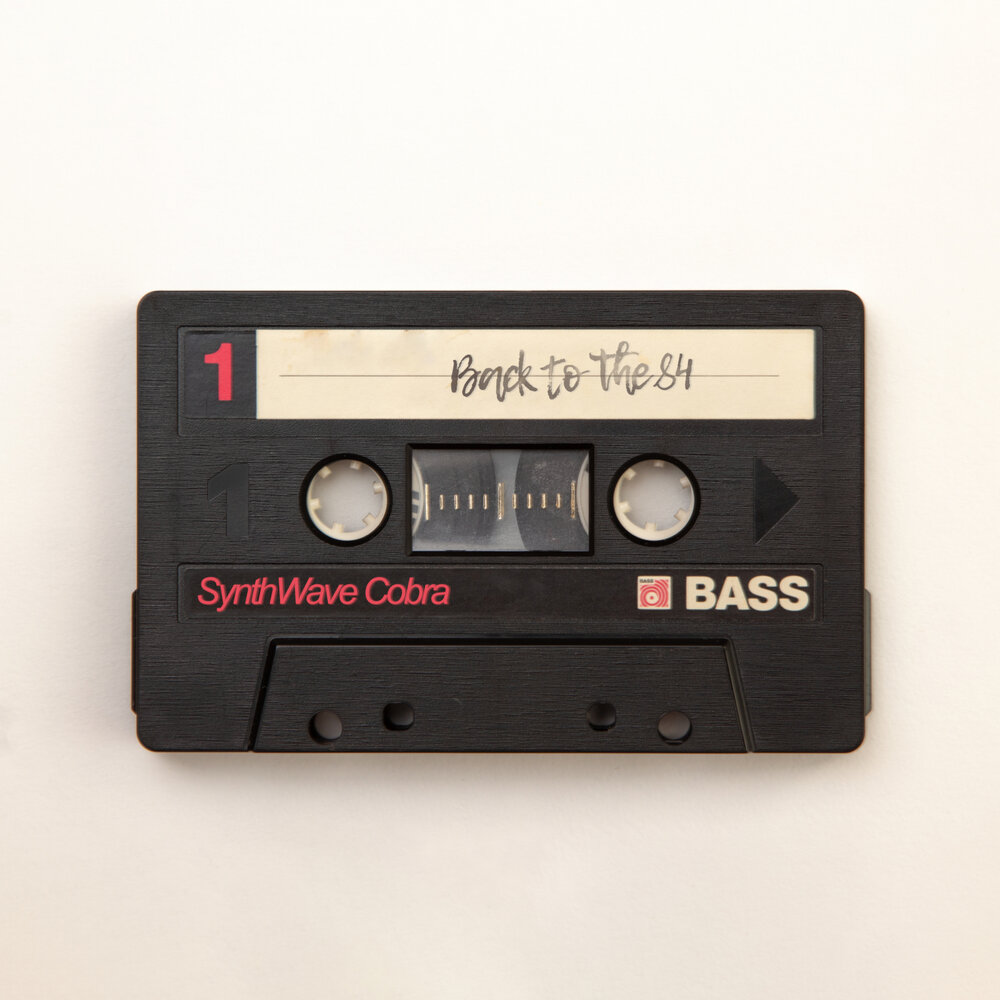 1
Back to the 84
1
SynthWave Cobra
BASS
BASS